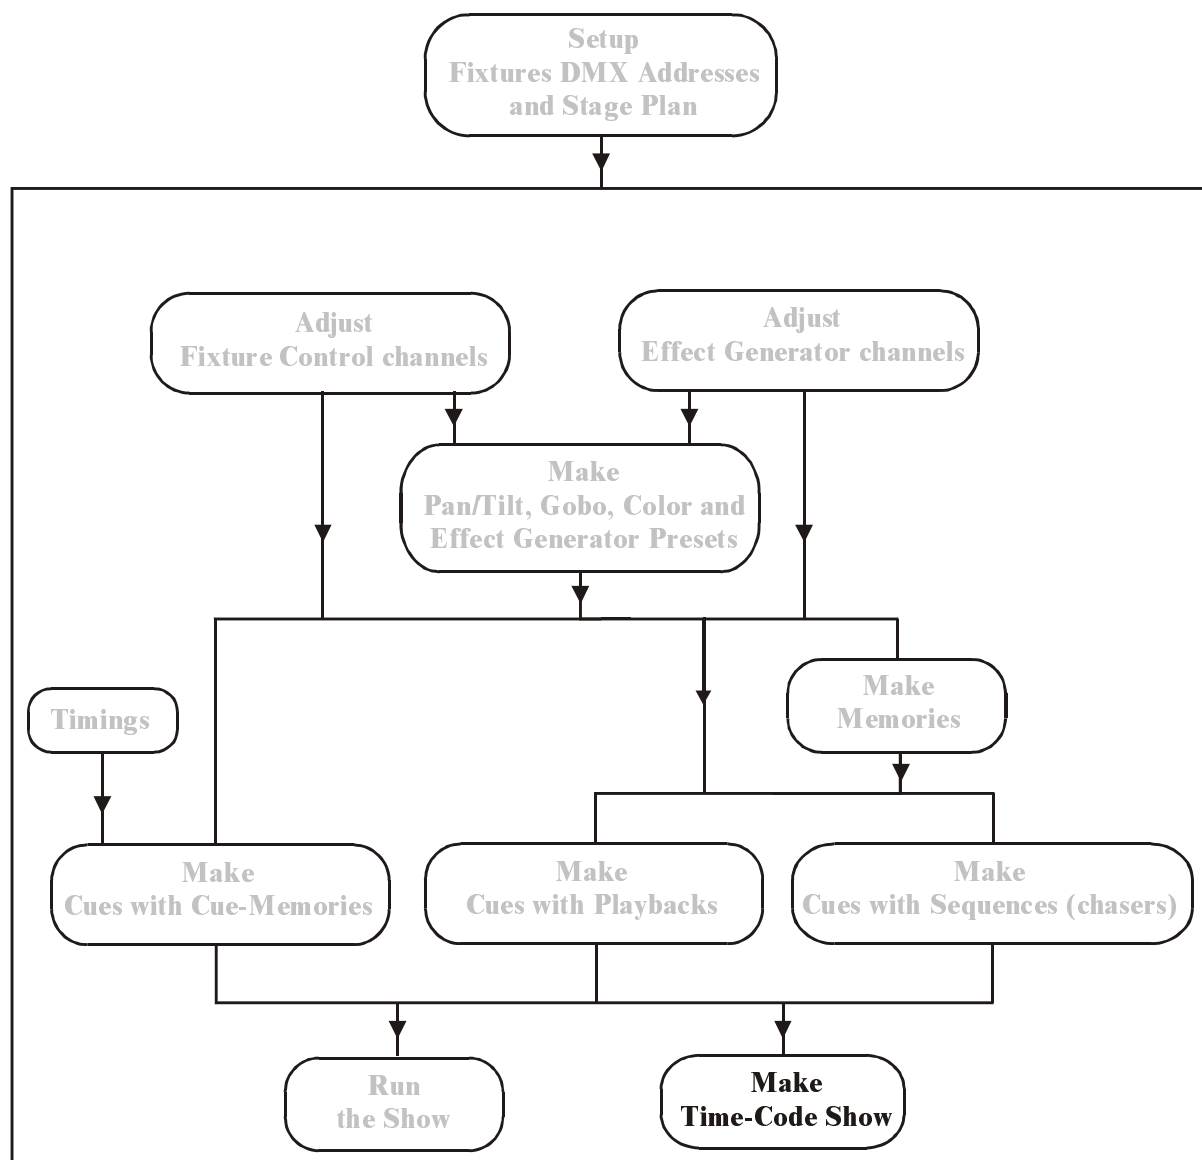 Setup
Fixtures DMX Addresses
and Stage Plan
Adjust
Fixture Control channels
Adjust
Effect Generator channels
Make
Pan/Tilt, Gobo, Color and
Effect Generator Presets
Make
Memories
Timings
Make
Cues with Cue-Memories
Make
Cues with Playbacks
Make
Cues with Sequences (chasers)
Run
the Show
Make
Time-Code Show